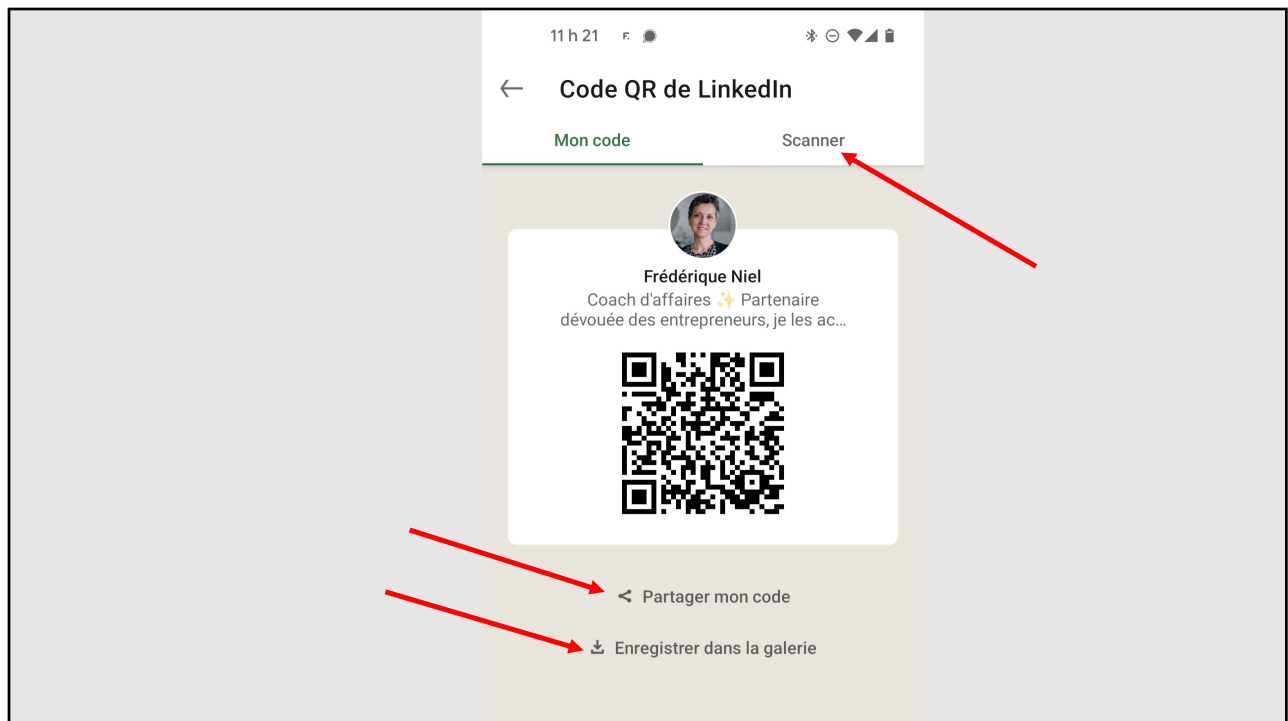 11 h 21
Code QR de LinkedIn
Mon code Scanner
Frédérique Niel
Coach d'affaires ✨ Partenaire
dévouée des entrepreneurs, je les ac...
Partager mon code
Enregistrer dans la galerie